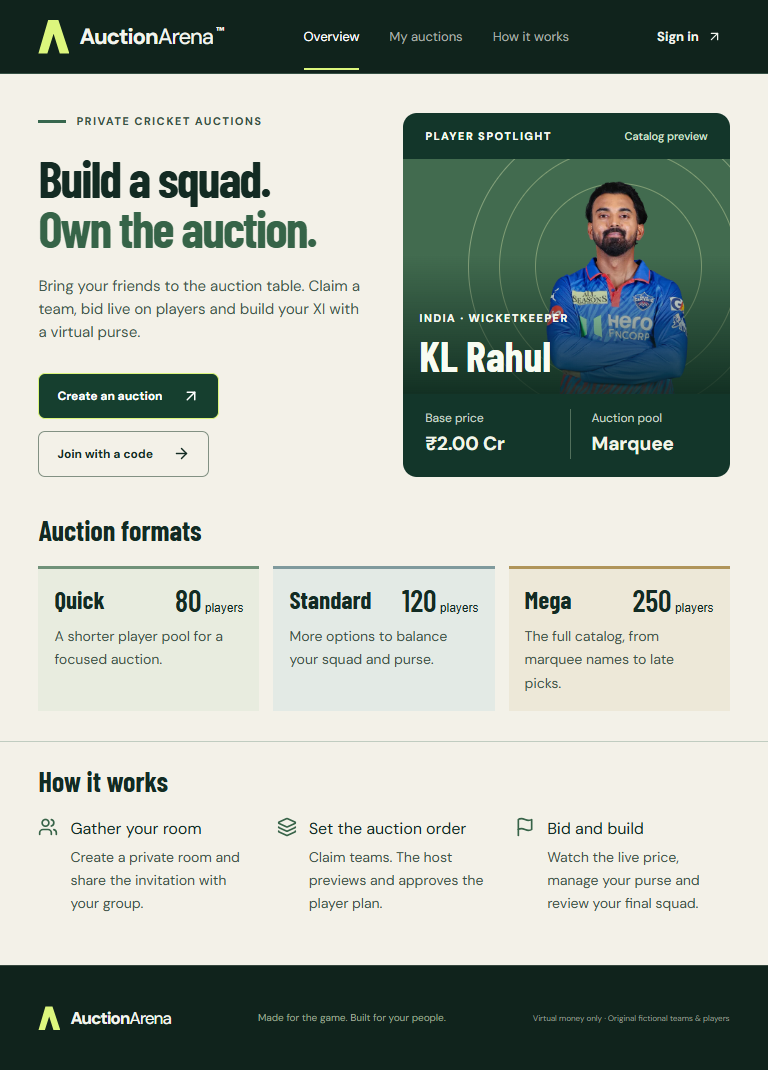 AuctionArena™
Overview
My auctions
How it works
Sign in
PRIVATE CRICKET AUCTIONS
Build a squad.
Own the auction.
Bring your friends to the auction table. Claim a
team, bid live on players and build your XI with
a virtual purse.
Create an auction
Join with a code
PLAYER SPOTLIGHT
Catalog preview
SEASONS
Hero
FINCORP
INDIA · WICKETKEEPER
KL Rahul
Base price
₹2.00 Cr
Auction pool
Marquee
Auction formats
Quick
80 players
A shorter player pool for a
focused auction.
Standard
120 players
More options to balance
your squad and purse.
Mega
250 players
The full catalog, from
marquee names to late
picks.
How it works
Gather your room
Create a private room and
share the invitation with
your group.
Set the auction order
Claim teams. The host
previews and approves the
player plan.
Bid and build
Watch the live price,
manage your purse and
review your final squad.
AuctionArena
Made for the game. Built for your people.
Virtual money only · Original fictional teams & players